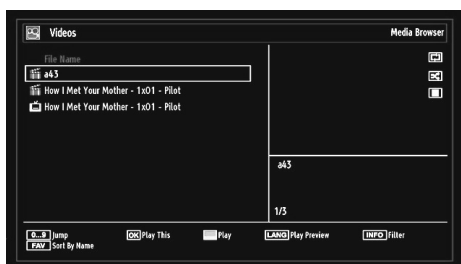 Videos
Media Browser
File Name
a43
How I Met Your Mother - 1x01 - Pilot
How I Met Your Mother - 1x01 - Pilot
a43
1/3
0...9 Jump
OK Play This
Play
LANG Play Preview
INFO Filter
FAV Sort By Name